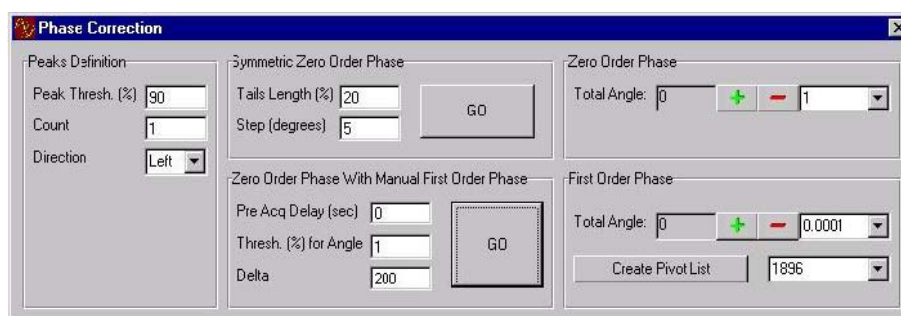 Phase Correction
Peaks Definition
Peak Thresh. (%) 90
Count 1
Direction Left
Symmetric Zero Order Phase
Tails Length (%) 20
Step (degrees) 5
GO
Zero Order Phase With Manual First Order Phase
Pre Acq Delay (sec) 0
Thresh. (%) for Angle 1
Delta 200
GO
Zero Order Phase
Total Angle: 0 + − 1
First Order Phase
Total Angle: 0 + − 0.0001
Create Pivot List 1896